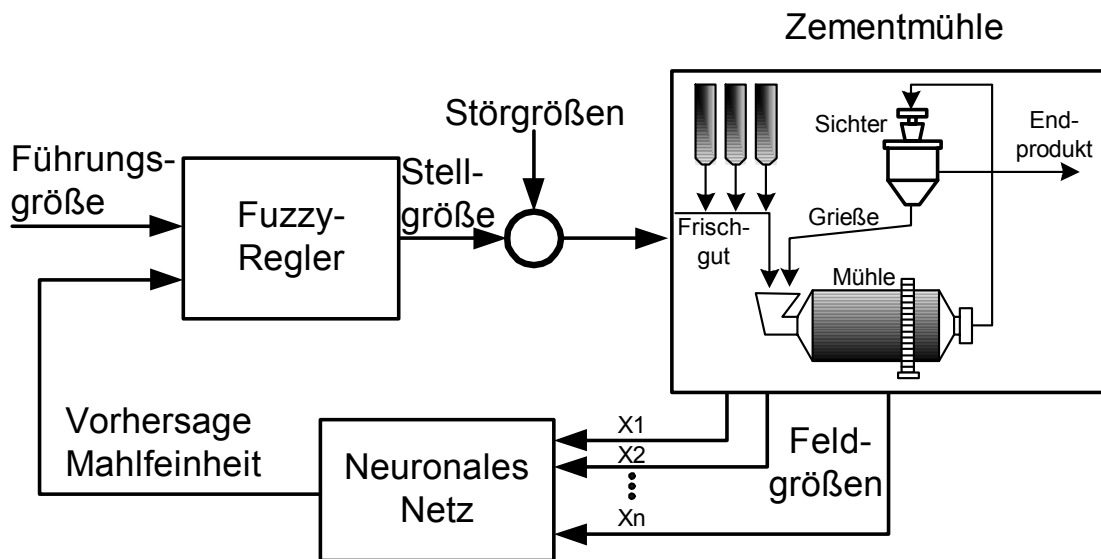 Zementmühle
Störgrößen
Führungs-
größe
Fuzzy-
Regler
Stell-
größe
Sichter
End-
produkt
Grieße
Frisch-
gut
Mühle
Vorhersage
Mahlfeinheit
Neuronales
Netz
X1
X2
Xn
Feld-
größen